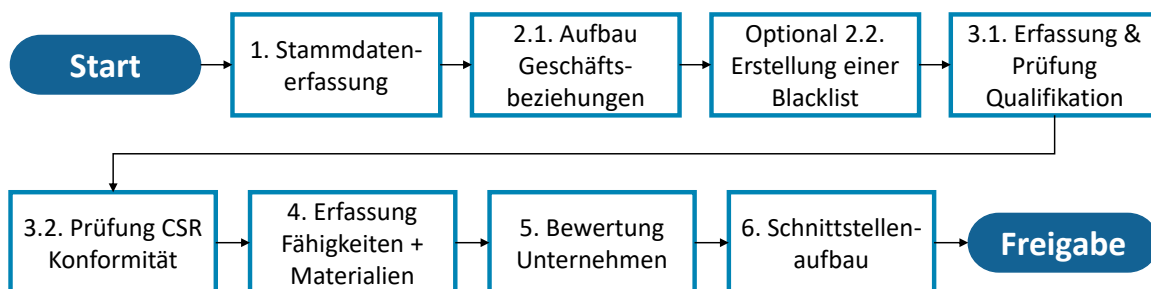 Start
1. Stammdaten-
erfassung
2.1. Aufbau
Geschäfts-
beziehungen
Optional 2.2.
Erstellung einer
Blacklist
3.1. Erfassung &
Prüfung
Qualifikation
3.2. Prüfung CSR
Konformität
4. Erfassung
Fähigkeiten +
Materialien
5. Bewertung
Unternehmen
6. Schnittstellen-
aufbau
Freigabe